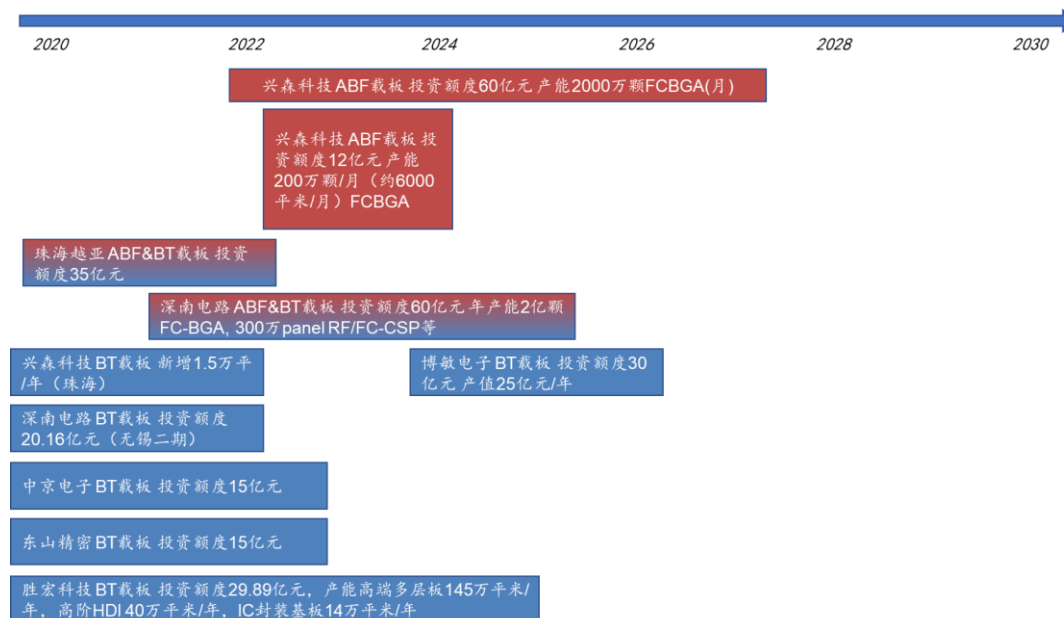 2020 2022 2024 2026 2028 2030
兴森科技ABF载板 投资额度60亿元 产能2000万颗FCBGA(月)
兴森科技ABF载板 投
资额度12亿元 产能
200万颗/月（约6000
平米/月）FCBGA
珠海越亚ABF&BT载板 投资
额度35亿元
深南电路ABF&BT载板 投资额度60亿元 年产能2亿颗
FC-BGA, 300万panel RF/FC-CSP等
兴森科技BT载板 新增1.5万平
/年（珠海）
博敏电子BT载板 投资额度30
亿元 产值25亿元/年
深南电路BT载板 投资额度
20.16亿元（无锡二期）
中京电子BT载板 投资额度15亿元
东山精密BT载板 投资额度15亿元
胜宏科技BT载板 投资额度29.89亿元，产能高端多层板145万平米/
年，高阶HDI 40万平米/年，IC封装基板14万平米/年